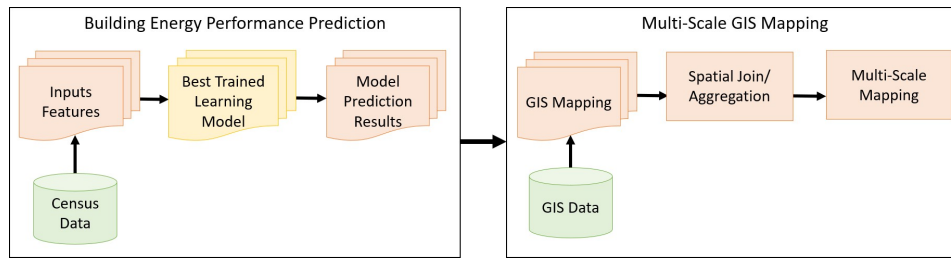 Building Energy Performance Prediction
Inputs
Features
Best Trained
Learning
Model
Model
Prediction
Results
Census
Data
Multi-Scale GIS Mapping
GIS Mapping
Spatial Join/
Aggregation
Multi-Scale
Mapping
GIS Data